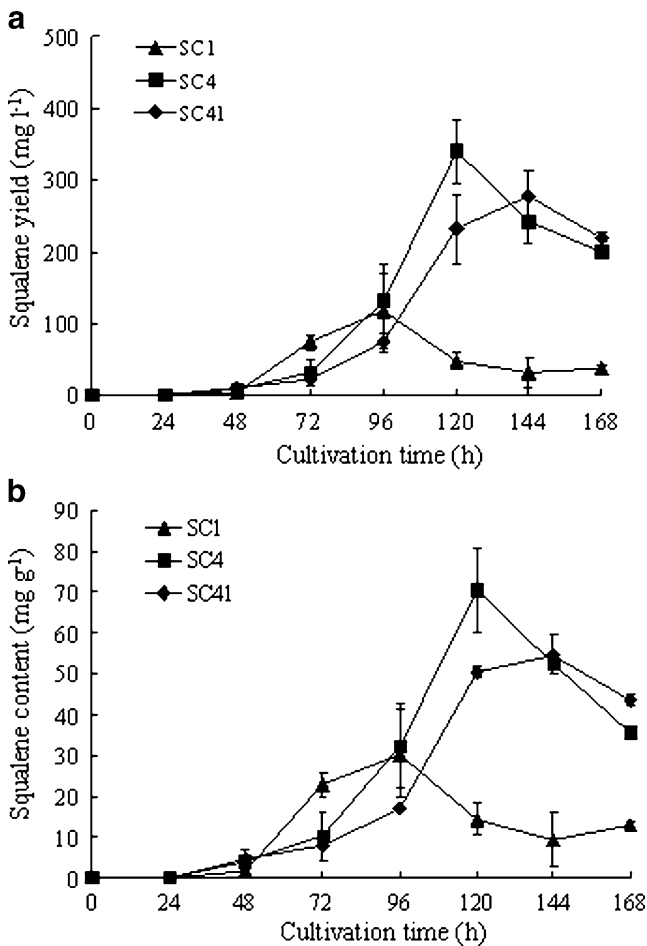 a
500
400
300
200
100
0
Squalene yield (mg l-1)
SC1
SC4
SC41
0 24 48 72 96 120 144 168
Cultivation time (h)
b
90
80
70
60
50
40
30
20
10
0
Squalene content (mg g-1)
SC1
SC4
SC41
0 24 48 72 96 120 144 168
Cultivation time (h)